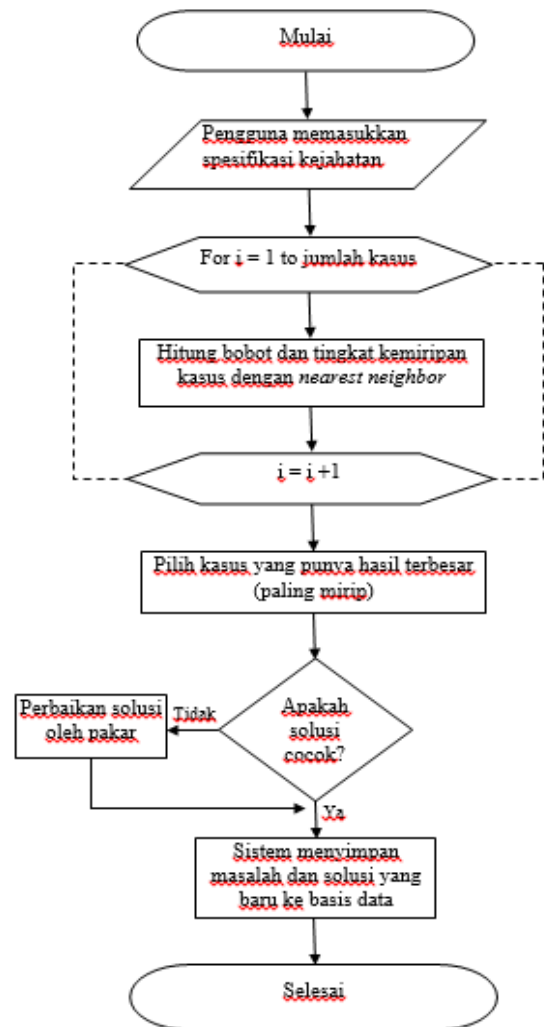 Mulai
Pengguna memasukkan
spesifikasi kejahatan
For i = 1 to jumlah kasus
Hitung bobot dan tingkat kemiripan
kasus dengan nearest neighbor
i = i +1
Pilih kasus yang punya hasil terbesar
(paling mirip)
Apakah
solusi
cocok?
Tidak
Perbaikan solusi
oleh pakar
Ya
Sistem menyimpan
masalah dan solusi yang
baru ke basis data
Selesai